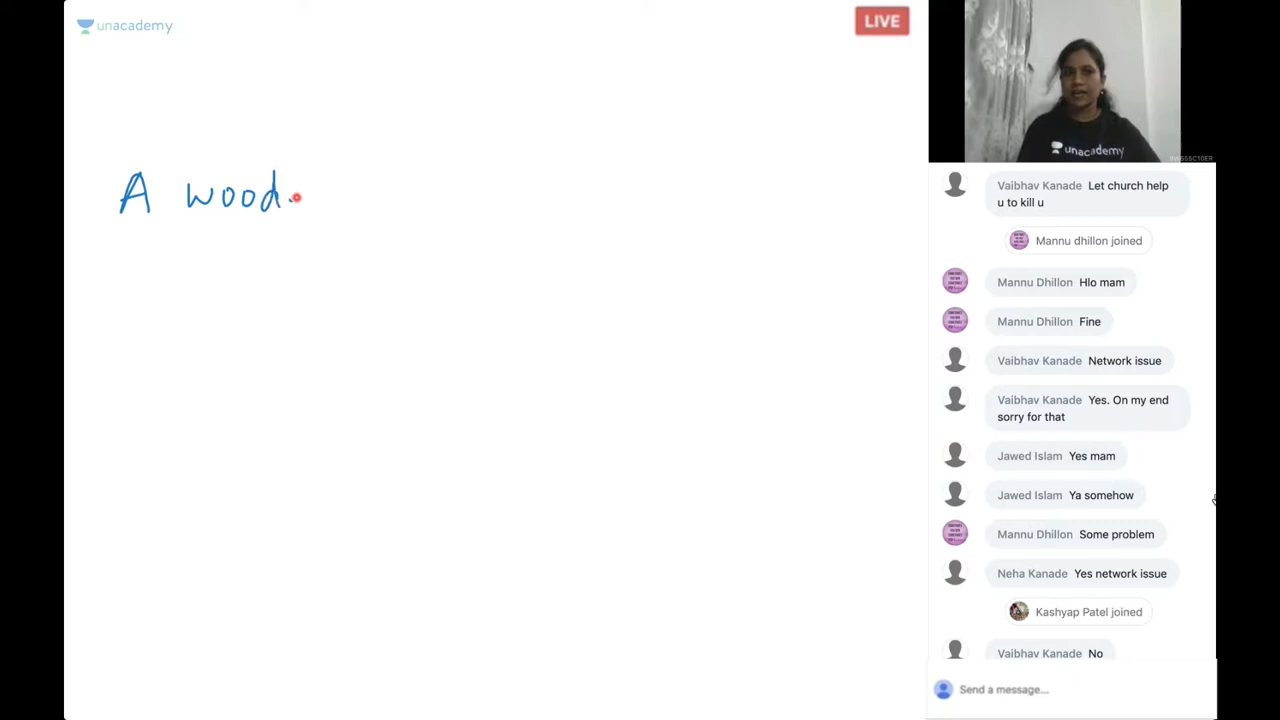 unacademy
LIVE
A wood
unacademy
Vaibhav Kanade Let church help
u to kill u
Mannu dhillon joined
Mannu Dhillon Hlo mam
Mannu Dhillon Fine
Vaibhav Kanade Network issue
Vaibhav Kanade Yes. On my end
sorry for that
Jawed Islam Yes mam
Jawed Islam Ya somehow
Mannu Dhillon Some problem
Neha Kanade Yes network issue
Kashyap Patel joined
Vaibhav Kanade No
Send a message...